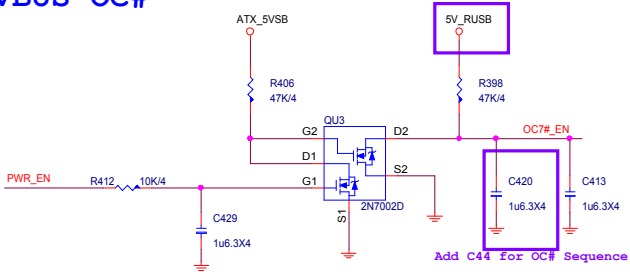 VBUS OC#
ATX_5VSB
5V_RUSB
R406
47K/4
R398
47K/4
QU3
G2
D2
OC7#_EN
D1
S2
PWR_EN
R412
10K/4
G1
C420
C413
2N7002D
S1
C429
1u6.3X4
1u6.3X4
1u6.3X4
Add C44 for OC# Sequence